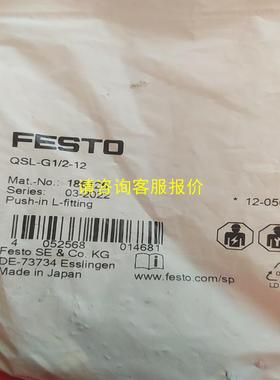 FESTO
QSL-G1/2-12
Mat.-No.:
请咨询客服报价
Series: 03-2022
Push-in L-fitting
* 12-05
4 052568 014681
Festo SE & Co. KG
DE-73734 Esslingen
Made in Japan
www.festo.com/sp
LD